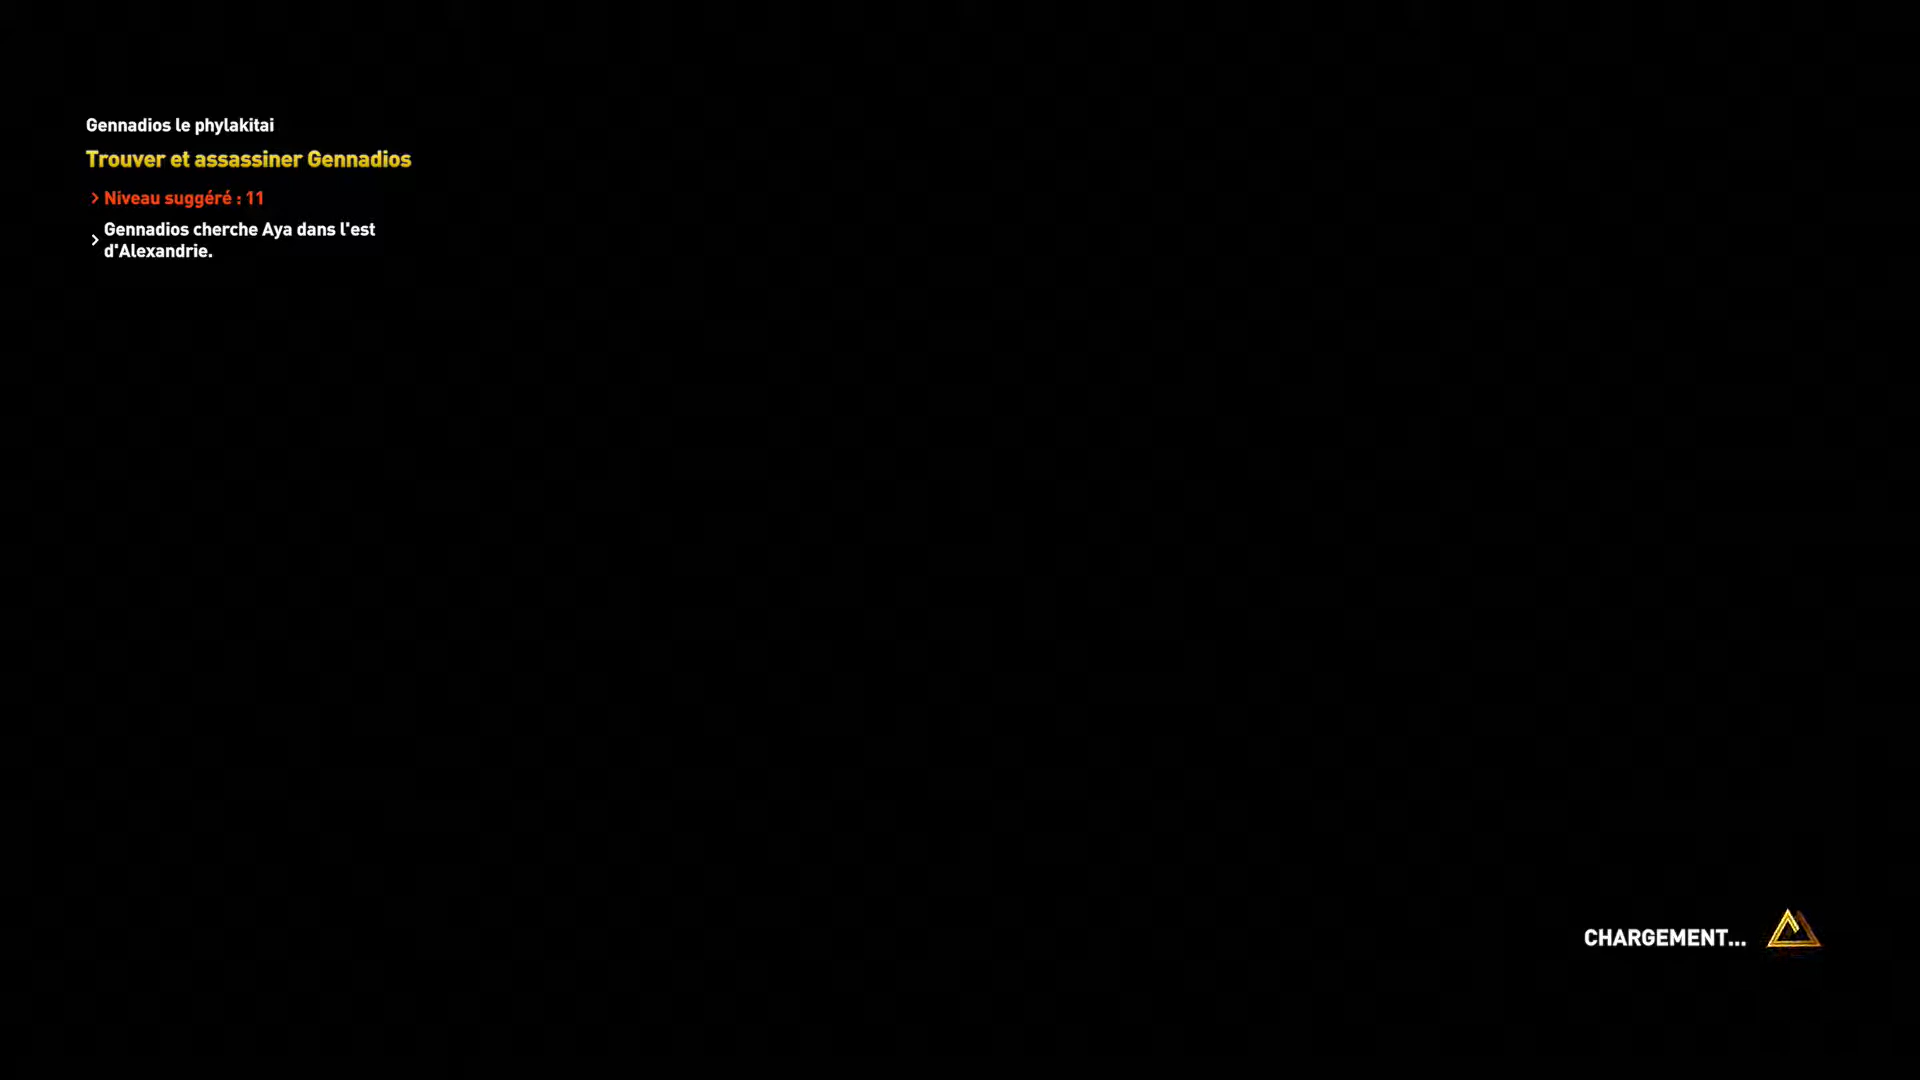 Gennadios le phylakitai
Trouver et assassiner Gennadios
Niveau suggéré : 11
Gennadios cherche Aya dans l'est
d'Alexandrie.
CHARGEMENT...